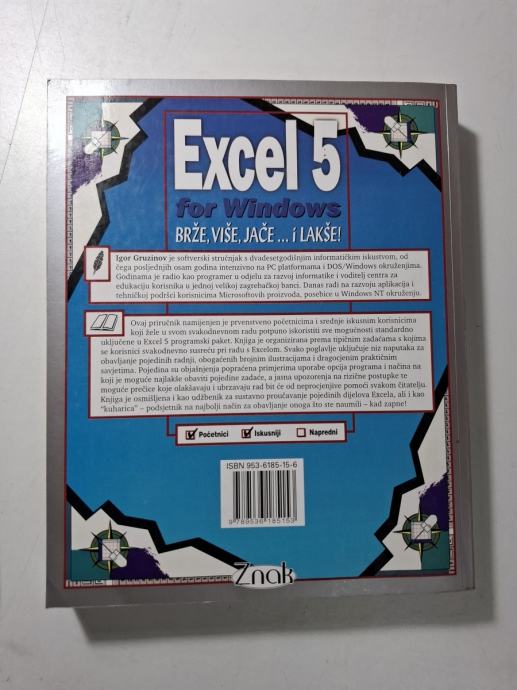 Excel 5
for Windows
BRŽE, VIŠE, JAČE ... i LAKŠE!
Igor Gruzinov je softverski stručnjak s dvadesetgodišnjim informatičkim iskustvom, od
čega posljednjih osam godina intenzivno na PC platformama i DOS/Windows okruženjima.
Godinama je radio kao programer u odjelu za razvoj informatike i voditelj centra za
edukaciju korisnika u jednoj velikoj zagrebačkoj banci. Danas radi na razvoju aplikacija i
tehničkoj podršci korisnicima Microsoftovih proizvoda, posebice u Windows NT okruženju.
Ovaj priručnik namijenjen je prvenstveno početnicima i srednje iskusnim korisnicima
koji žele u svom svakodnevnom radu potpuno iskoristiti sve mogućnosti standardno
uključene u Excel 5 programski paket. Knjiga je organizirana prema tipičnim zadaćama s kojima
se korisnici svakodnevno susreću pri radu s Excelom. Svako poglavlje uključuje niz naputaka za
obavljanje pojedinih radnji, obogaćenih brojnim ilustracijama i dragocjenim praktičnim
savjetima. Pojedina su objašnjenja popraćena primjerima uporabe opcija programa i načina na
koji je moguće najlakše obaviti pojedine zadaće, a jasna upozorenja na rizične postupke te
moguće prečice koje olakšavaju i ubrzavaju rad bit će od neprocjenjive pomoći svakom čitatelju.
Knjiga je osmišljena i kao udžbenik za sustavno proučavanje pojedinih dijelova Excela, ali i kao
“kuharica” – podsjetnik na najbolji način za obavljanje onoga što ste naumili – kad zapne!
Početnici Iskusniji Napredni
ISBN 953-6185-15-6
9789536185153
Znak